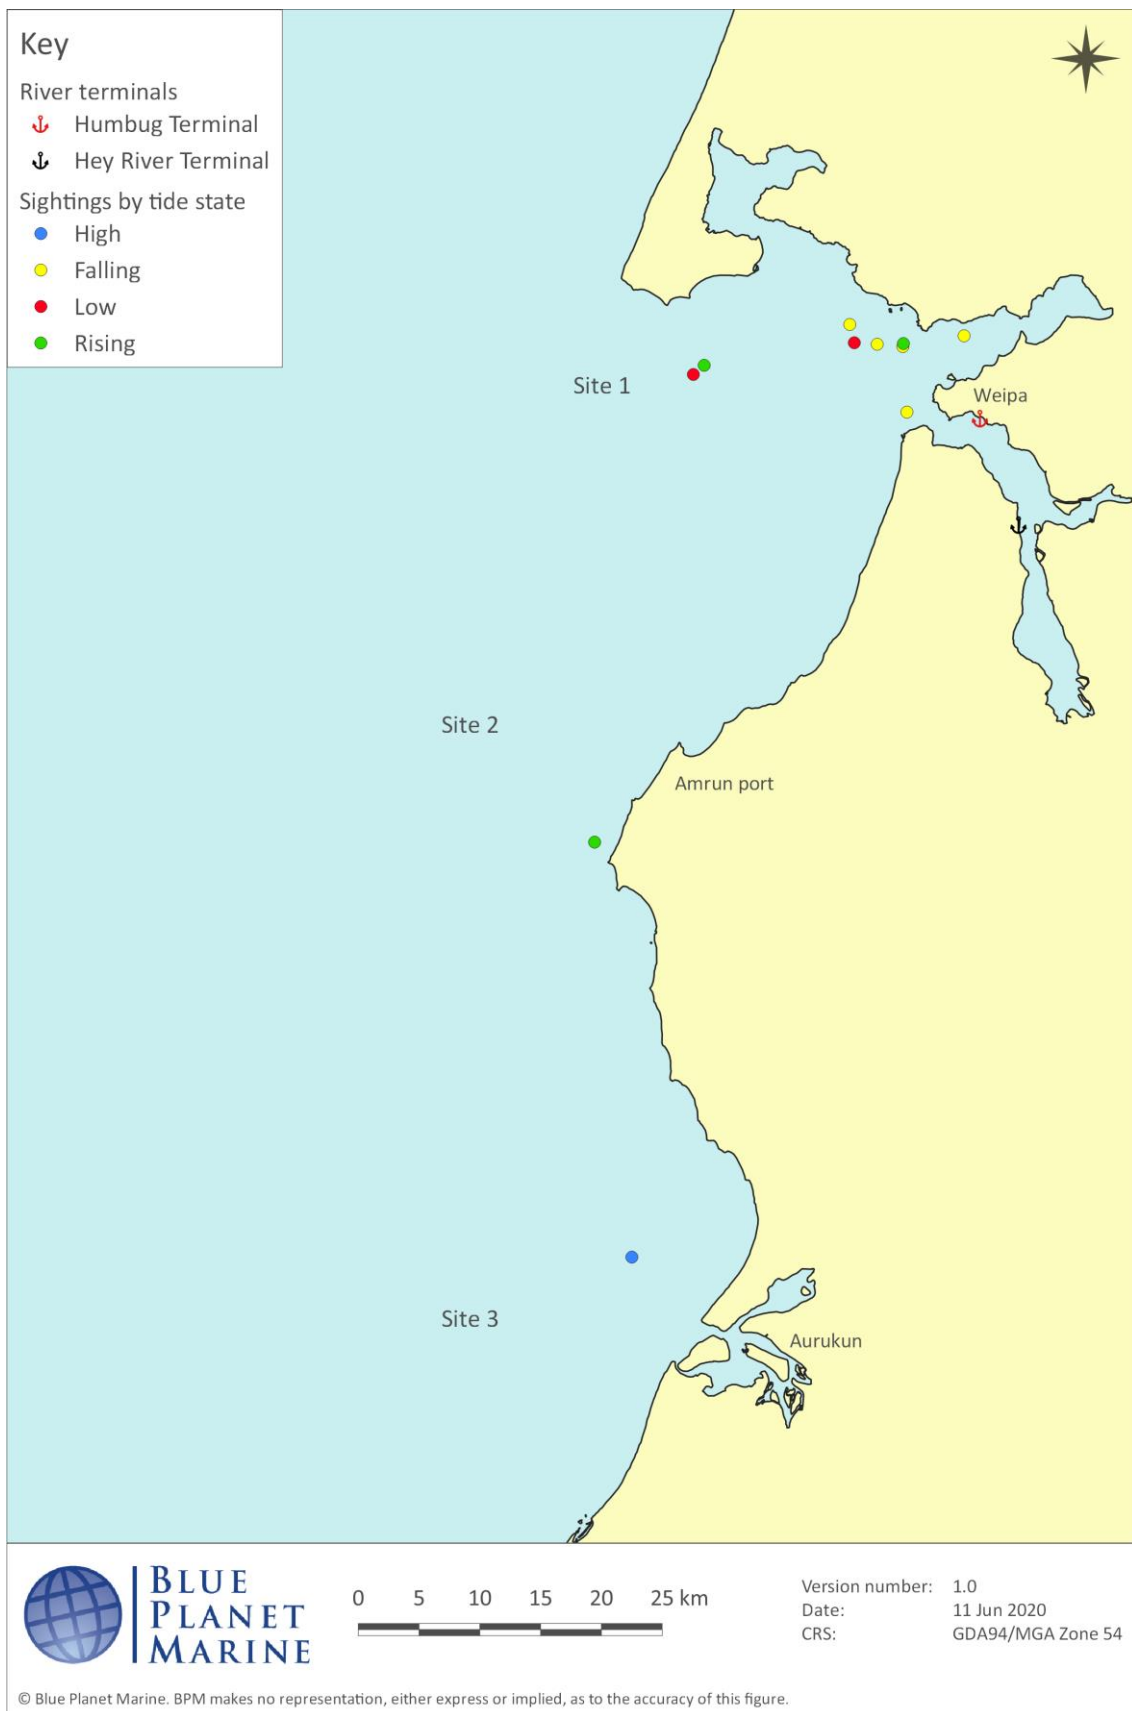 Key
River terminals
Humbug Terminal
Hey River Terminal
Sightings by tide state
High
Falling
Low
Rising
Site 1
Weipa
Site 2
Amrun port
Site 3
Aurukun
BLUE
PLANET
MARINE
0 5 10 15 20 25 km
Version number: 1.0
Date: 11 Jun 2020
CRS: GDA94/MGA Zone 54
© Blue Planet Marine. BPM makes no representation, either express or implied, as to the accuracy of this figure.